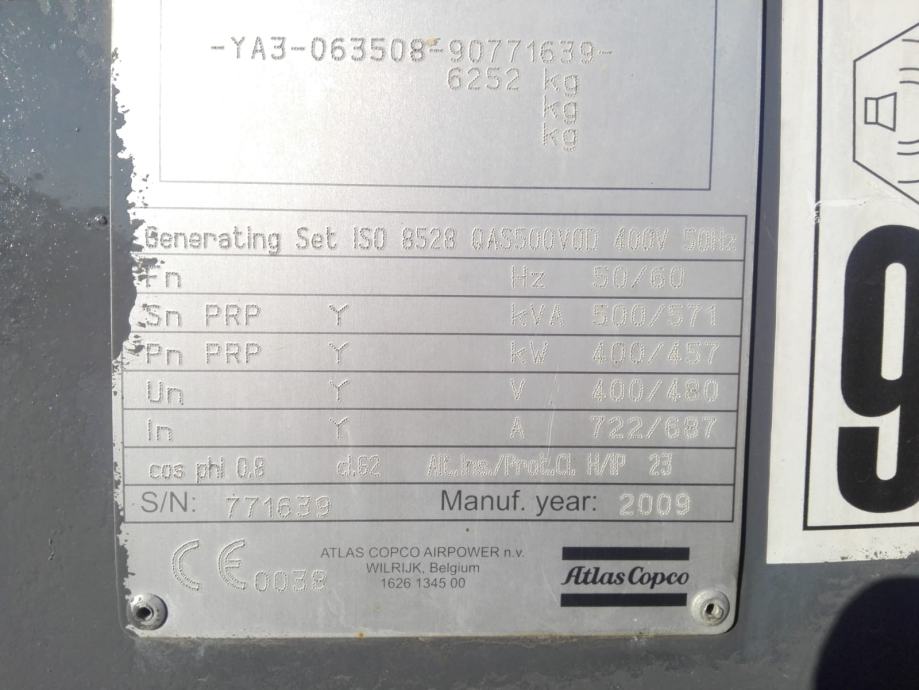 -YA3-063508-90771639-
6252 kg
kg
kg
Generating Set ISO 8528 QAS500VOD 400V 50Hz
Fn Hz 50/60
Sn PRP Y kVA 500/571
Pn PRP Y kW 400/457
Un Y V 400/480
In Y A 722/687
cos phi 0.8 cl.G2 Alt.Ins/Prot.Cl. H/IP 23
S/N: 771639 Manuf. year: 2009
CE 0038
ATLAS COPCO AIRPOWER n.v.
WILRIJK, Belgium
1626 1345 00
Atlas Copco
9